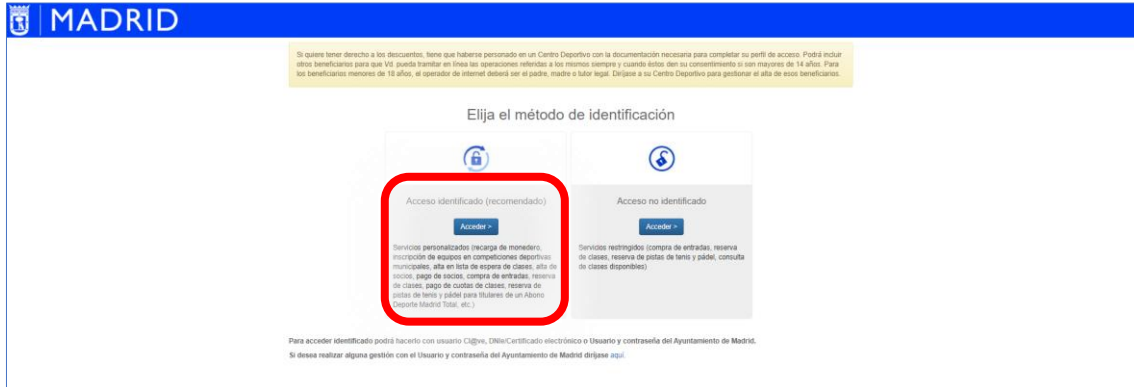 MADRID
Si quiere tener derecho a los descuentos, tiene que haberse personado en un Centro Deportivo con la documentación necesaria para completar su perfil de acceso. Podrá incluir
otros beneficiarios para que Vd. pueda tramitar en línea las operaciones referidas a los mismos siempre y cuando éstos den su consentimiento si son mayores de 14 años. Para
los beneficiarios menores de 18 años, el operador de internet deberá ser el padre, madre o tutor legal. Diríjase a su Centro Deportivo para gestionar el alta de esos beneficiarios.
Elija el método de identificación
Acceso identificado (recomendado)
Acceder >
Servicios personalizados (recarga de monedero,
inscripción de equipos en competiciones deportivas
municipales, alta en lista de espera de clases, alta de
socios, pago de socios, compra de entradas, reserva
de clases, pago de cuotas de clases, reserva de
pistas de tenis y pádel para titulares de un Abono
Deporte Madrid Total, etc.)
Acceso no identificado
Acceder >
Servicios restringidos (compra de entradas, reserva
de clases, reserva de pistas de tenis y pádel, consulta
de clases disponibles)
Para acceder identificado podrá hacerlo con usuario Cl@ve, DNIe/Certificado electrónico o Usuario y contraseña del Ayuntamiento de Madrid.
Si desea realizar alguna gestión con el Usuario y contraseña del Ayuntamiento de Madrid diríjase aquí.